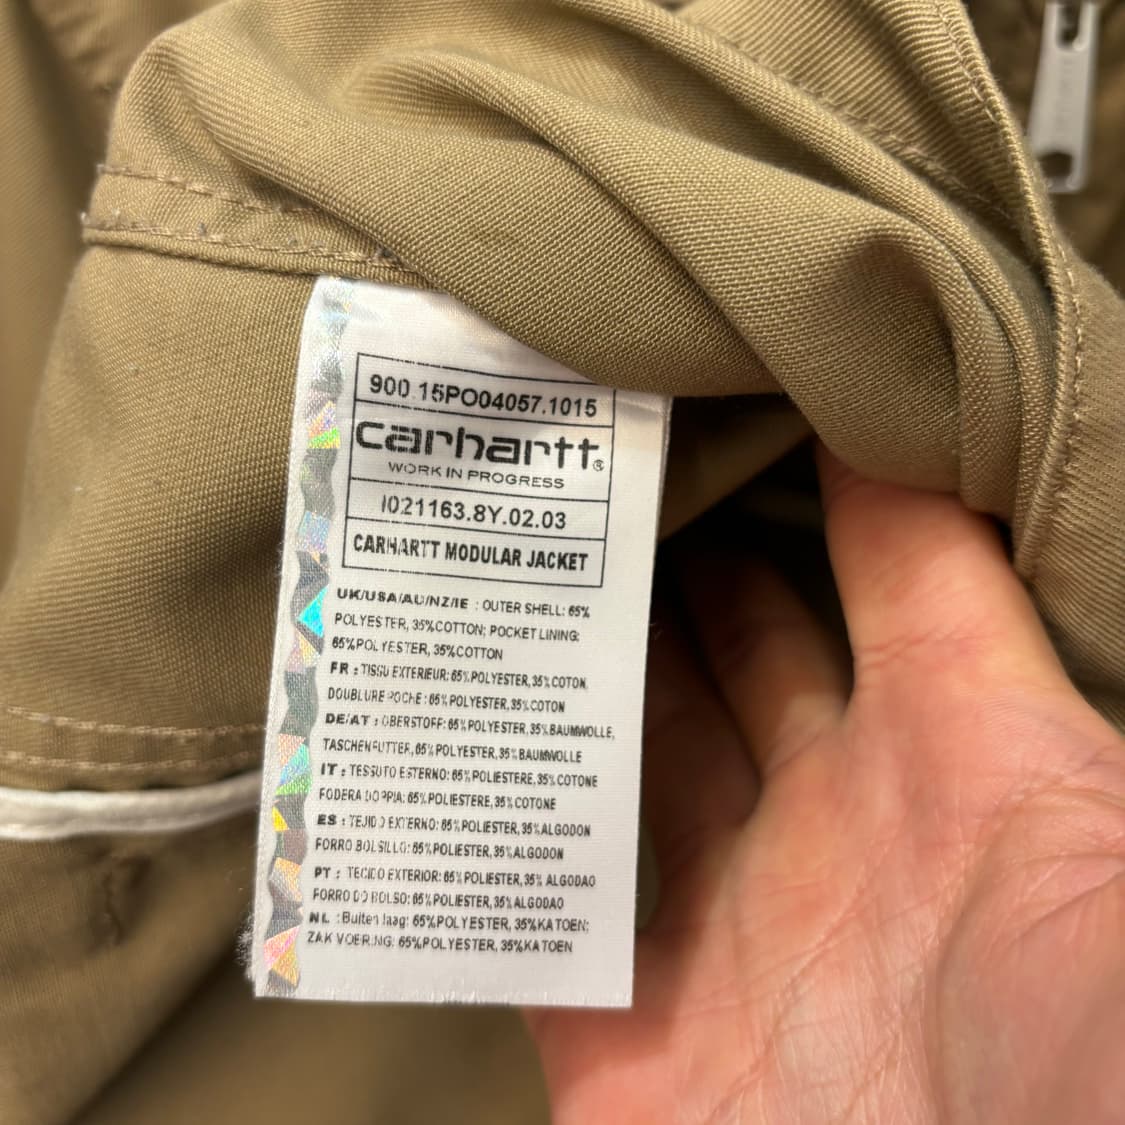 900.15PO04057.1015
carhartt®
WORK IN PROGRESS
I021163.8Y.02.03
CARHARTT MODULAR JACKET
UK/USA/AU/NZ/IE : OUTER SHELL: 65%
POLYESTER, 35%COTTON; POCKET LINING:
65%POLYESTER, 35%COTTON
FR : TISSU EXTERIEUR: 65%POLYESTER, 35%COTON,
DOUBLURE POCHE : 65%POLYESTER, 35%COTON
DE/AT : OBERSTOFF: 65%POLYESTER, 35%BAUMWOLLE,
TASCHENFUTTER, 65%POLYESTER, 35%BAUMWOLLE
IT : TESSUTO ESTERNO: 65%POLIESTERE, 35%COTONE
FODERA DOPPIA: 65%POLIESTERE, 35%COTONE
ES : TEJIDO EXTERNO: 65%POLIESTER, 35%ALGODON
FORRO BOLSILLO: 65%POLIESTER, 35%ALGODON
PT : TECIDO EXTERIOR: 65%POLIESTER, 35% ALGODAO
FORRO DO BOLSO: 65%POLIESTER, 35%ALGODAO
NL : Buiten laag: 65%POLYESTER, 35%KATOEN;
ZAK VOERING: 65%POLYESTER, 35%KATOEN